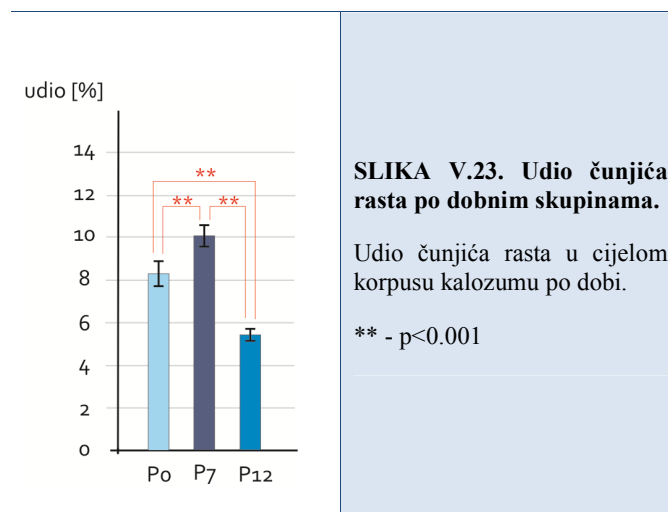 udio [%]
14
12
10
8
6
4
2
0
**
** **
P0 P7 P12
SLIKA V.23. Udio čunjića
rasta po dobnim skupinama.
Udio čunjića rasta u cijelom
korpusu kalozumu po dobi.
** - p<0.001